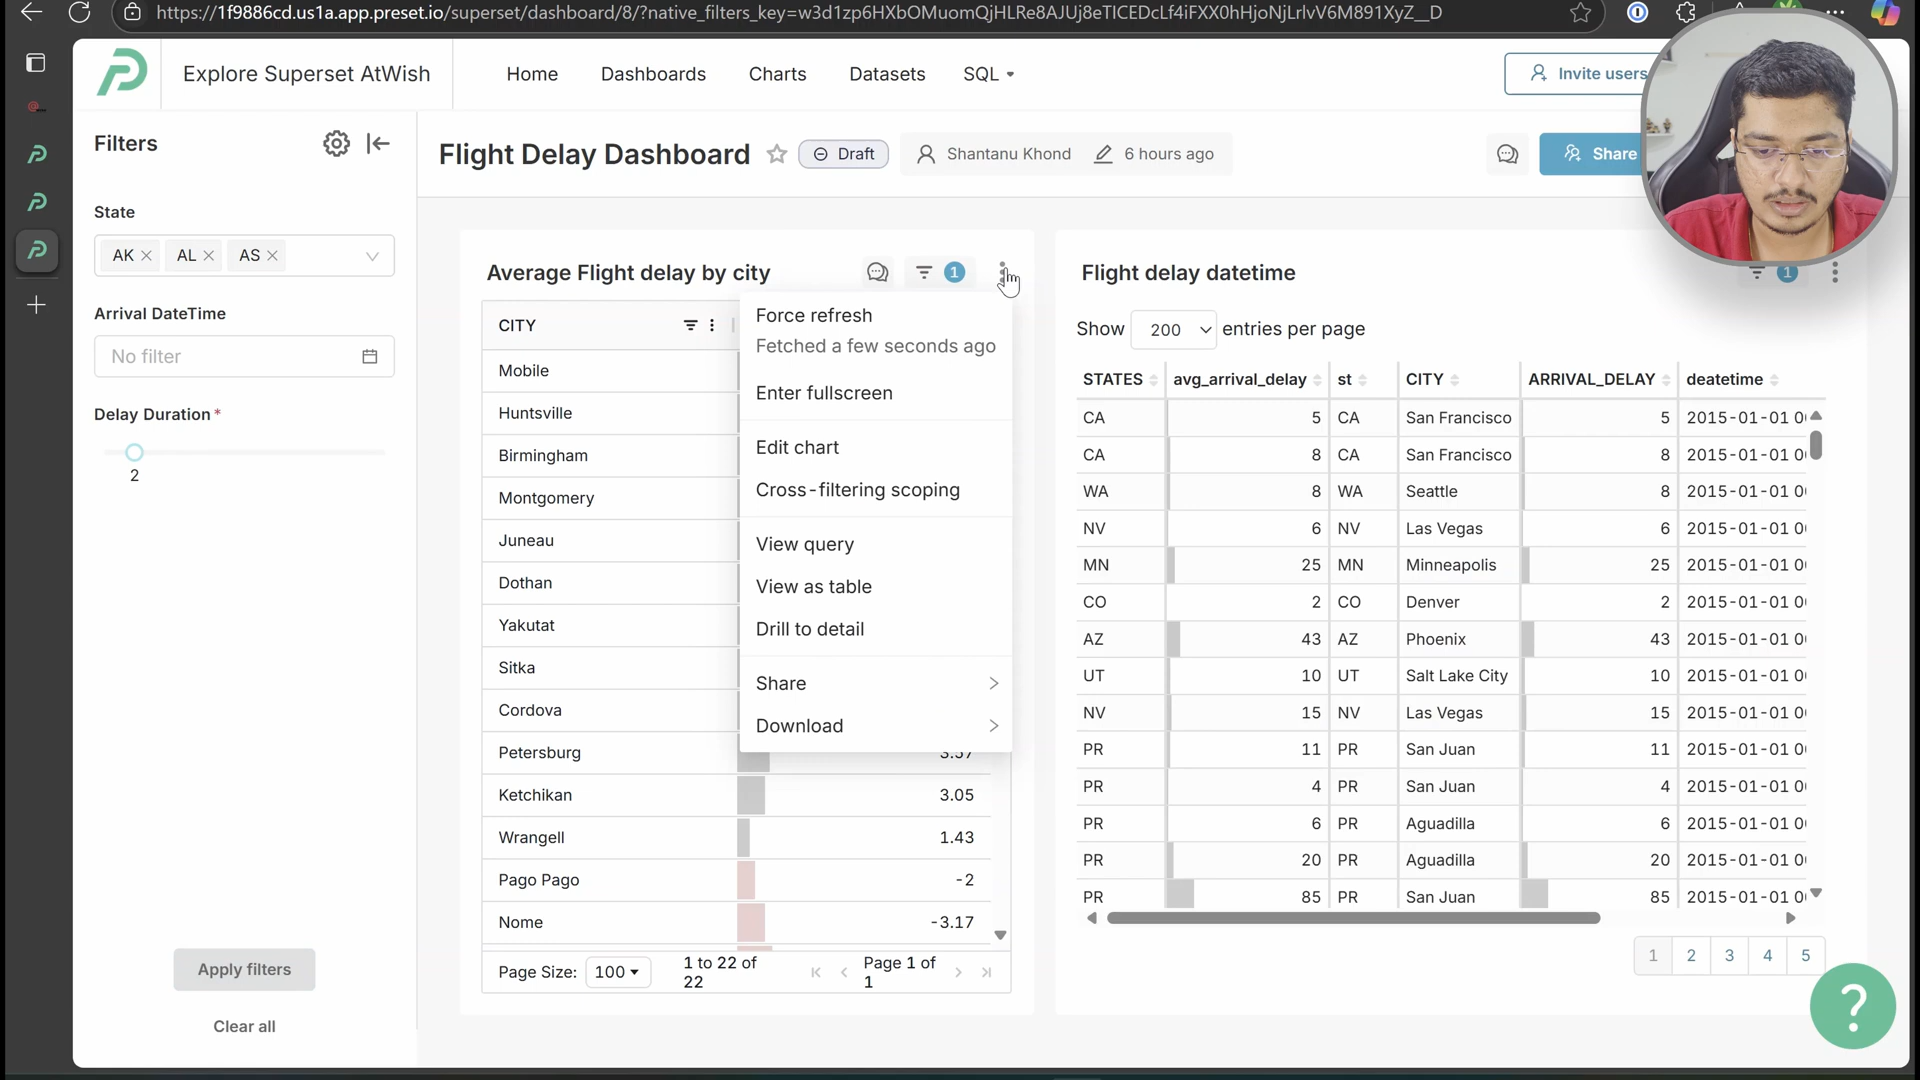 https://1f9886cd.us1a.app.preset.io/superset/dashboard/8/?native_filters_key=w3d1zp6HXbOMuomQjHLRe8AJUj8eTlCEDcLf4iFXX0hHjoNjLrlvV6M891XyZ__D
Explore Superset AtWish
Home
Dashboards
Charts
Datasets
SQL
Invite users
Filters
Flight Delay Dashboard
Draft
Shantanu Khond
6 hours ago
Share
State
AK
AL
AS
Arrival DateTime
No filter
Delay Duration *
2
Apply filters
Clear all
Average Flight delay by city
1
CITY
Mobile
Huntsville
Birmingham
Montgomery
Juneau
Dothan
Yakutat
Sitka
Cordova
Petersburg 3.57
Ketchikan 3.05
Wrangell 1.43
Pago Pago -2
Nome -3.17
Page Size: 100
1 to 22 of
22
Page 1 of
1
Force refresh
Fetched a few seconds ago
Enter fullscreen
Edit chart
Cross-filtering scoping
View query
View as table
Drill to detail
Share
Download
Flight delay datetime
1
Show 200 entries per page
STATES avg_arrival_delay st CITY ARRIVAL_DELAY deatetime
CA 5 CA San Francisco 5 2015-01-01
CA 8 CA San Francisco 8 2015-01-01
WA 8 WA Seattle 8 2015-01-01
NV 6 NV Las Vegas 6 2015-01-01
MN 25 MN Minneapolis 25 2015-01-01
CO 2 CO Denver 2 2015-01-01
AZ 43 AZ Phoenix 43 2015-01-01
UT 10 UT Salt Lake City 10 2015-01-01
NV 15 NV Las Vegas 15 2015-01-01
PR 11 PR San Juan 11 2015-01-01
PR 4 PR San Juan 4 2015-01-01
PR 6 PR Aguadilla 6 2015-01-01
PR 20 PR Aguadilla 20 2015-01-01
PR 85 PR San Juan 85 2015-01-01
1 2 3 4 5
?